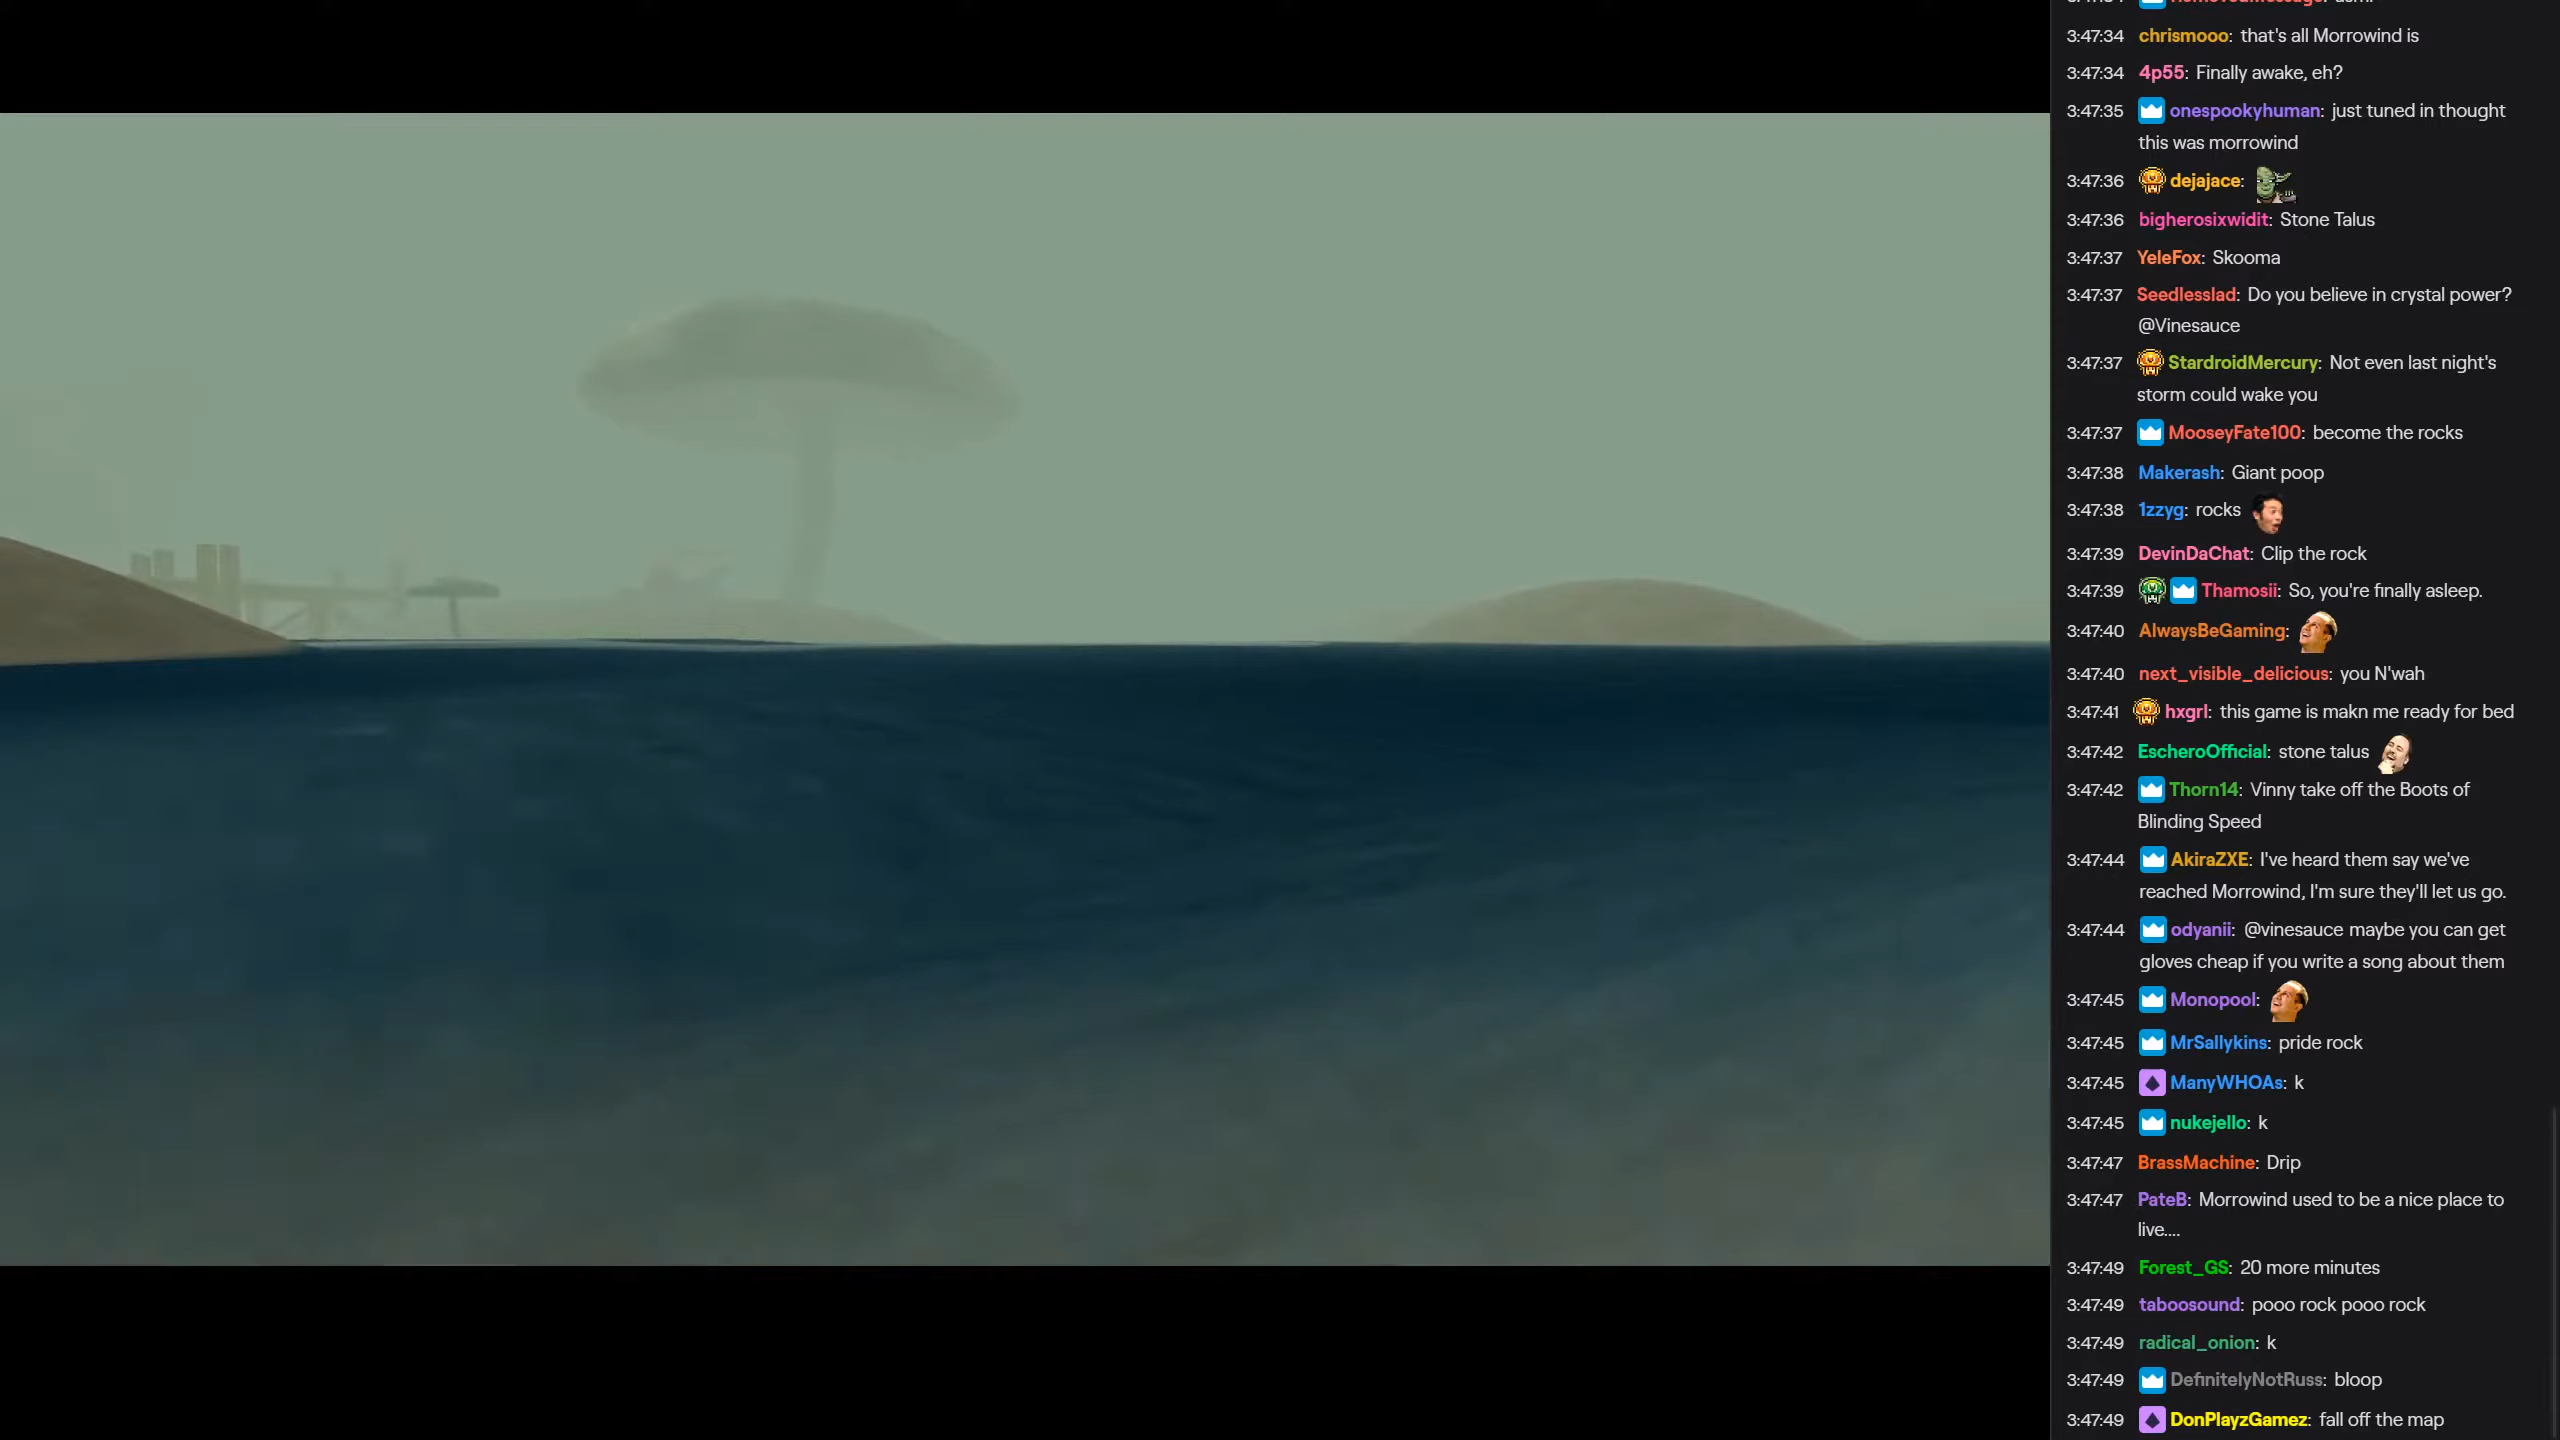 3:47:34 chrismooo: that's all Morrowind is
3:47:34 4p55: Finally awake, eh?
3:47:35 onespookyhuman: just tuned in thought
this was morrowind
3:47:36 dejajace:
3:47:36 bigherosixwidit: Stone Talus
3:47:37 YeleFox: Skooma
3:47:37 Seedlesslad: Do you believe in crystal power?
@Vinesauce
3:47:37 StardroidMercury: Not even last night's
storm could wake you
3:47:37 MooseyFate100: become the rocks
3:47:38 Makerash: Giant poop
3:47:38 1zzyg: rocks
3:47:39 DevinDaChat: Clip the rock
3:47:39 Thamosii: So, you're finally asleep.
3:47:40 AlwaysBeGaming:
3:47:40 next_visible_delicious: you N'wah
3:47:41 hxgrl: this game is makn me ready for bed
3:47:42 EscheroOfficial: stone talus
3:47:42 Thorn14: Vinny take off the Boots of
Blinding Speed
3:47:44 AkiraZXE: I've heard them say we've
reached Morrowind, I'm sure they'll let us go.
3:47:44 odyanii: @vinesauce maybe you can get
gloves cheap if you write a song about them
3:47:45 Monopool:
3:47:45 MrSallykins: pride rock
3:47:45 ManyWHOAs: k
3:47:45 nukejello: k
3:47:47 BrassMachine: Drip
3:47:47 PateB: Morrowind used to be a nice place to
live....
3:47:49 Forest_GS: 20 more minutes
3:47:49 taboosound: pooo rock pooo rock
3:47:49 radical_onion: k
3:47:49 DefinitelyNotRuss: bloop
3:47:49 DonPlayzGamez: fall off the map